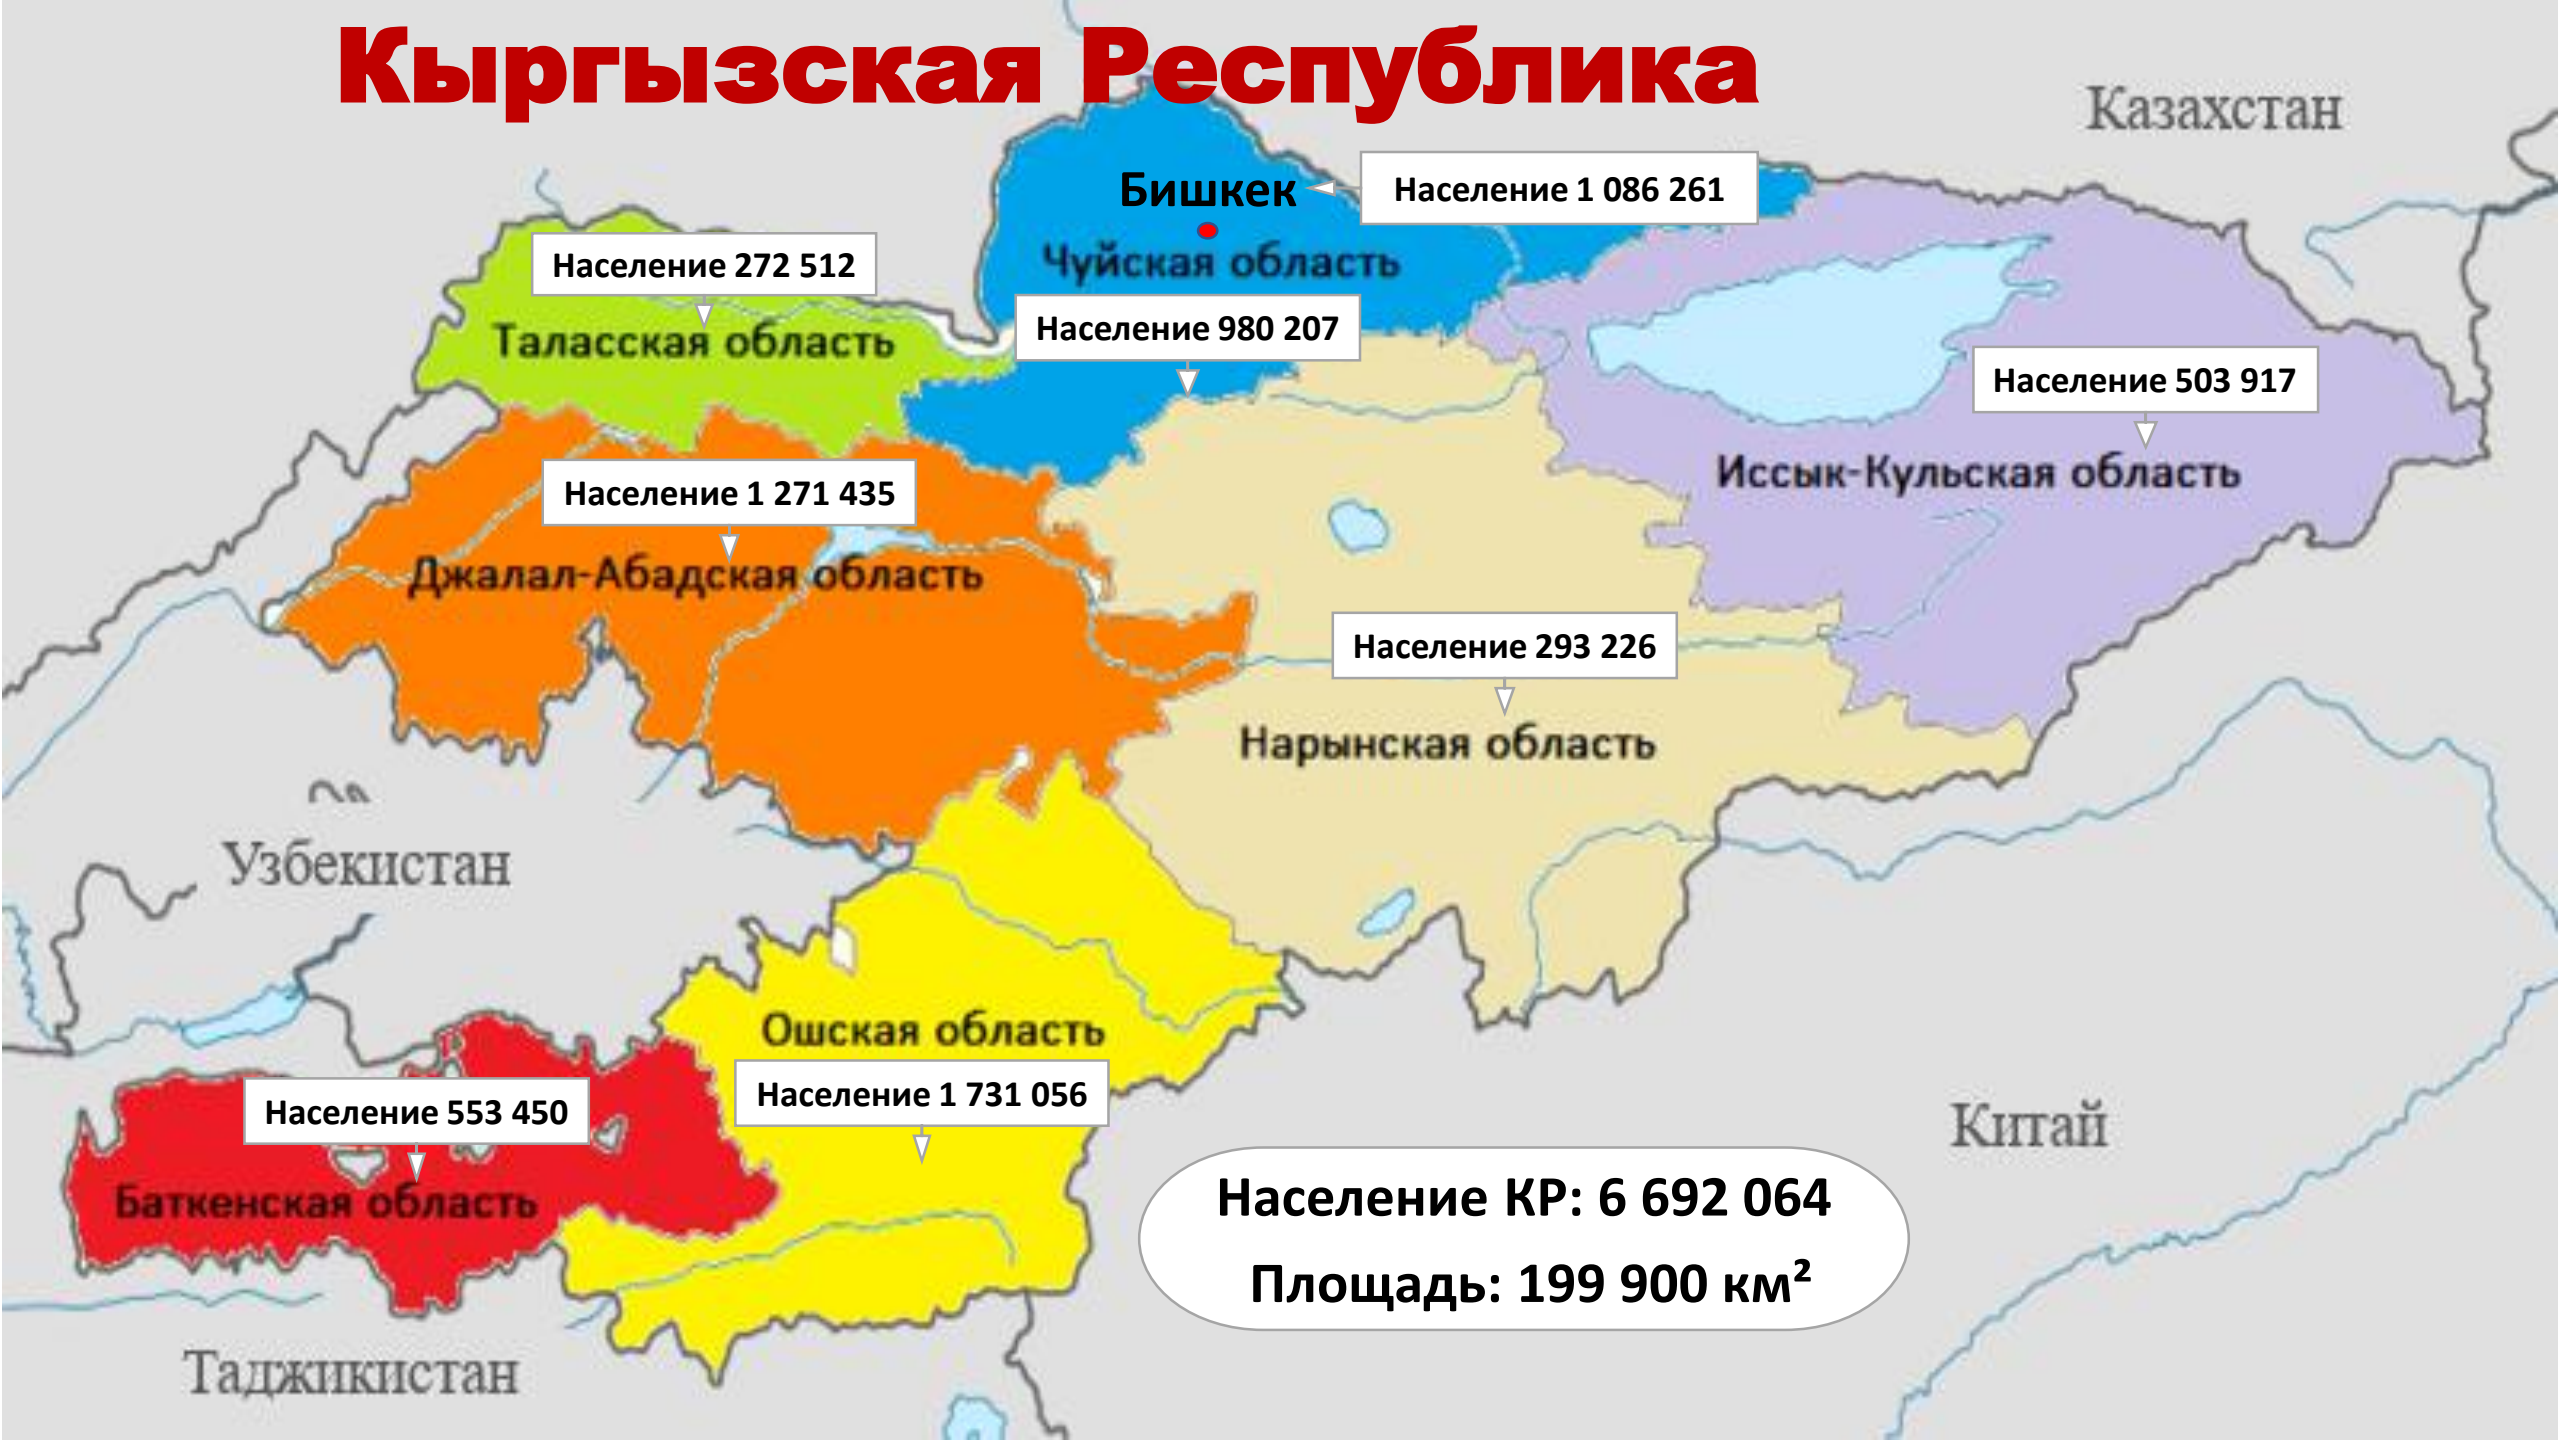 Кыргызская Республика
Казахстан
Бишкек
Население 1 086 261
Чуйская область
Население 980 207
Население 272 512
Таласская область
Население 503 917
Иссык-Кульская область
Население 1 271 435
Джалал-Абадская область
Население 293 226
Нарынская область
Узбекистан
Ошская область
Население 1 731 056
Население 553 450
Баткенская область
Китай
Население КР: 6 692 064
Площадь: 199 900 км²
Таджикистан